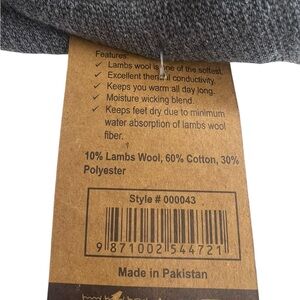 Features:
✓ Lambs wool is one of the softest.
✓ Excellent thermal conductivity.
✓ Keeps you warm all day long.
✓ Moisture wicking blend.
✓ Keeps feet dry due to minimum
water absorption of lambs wool
fiber.
10% Lambs Wool, 60% Cotton, 30%
Polyester
Style # 000043
9 871002 544721
Made in Pakistan